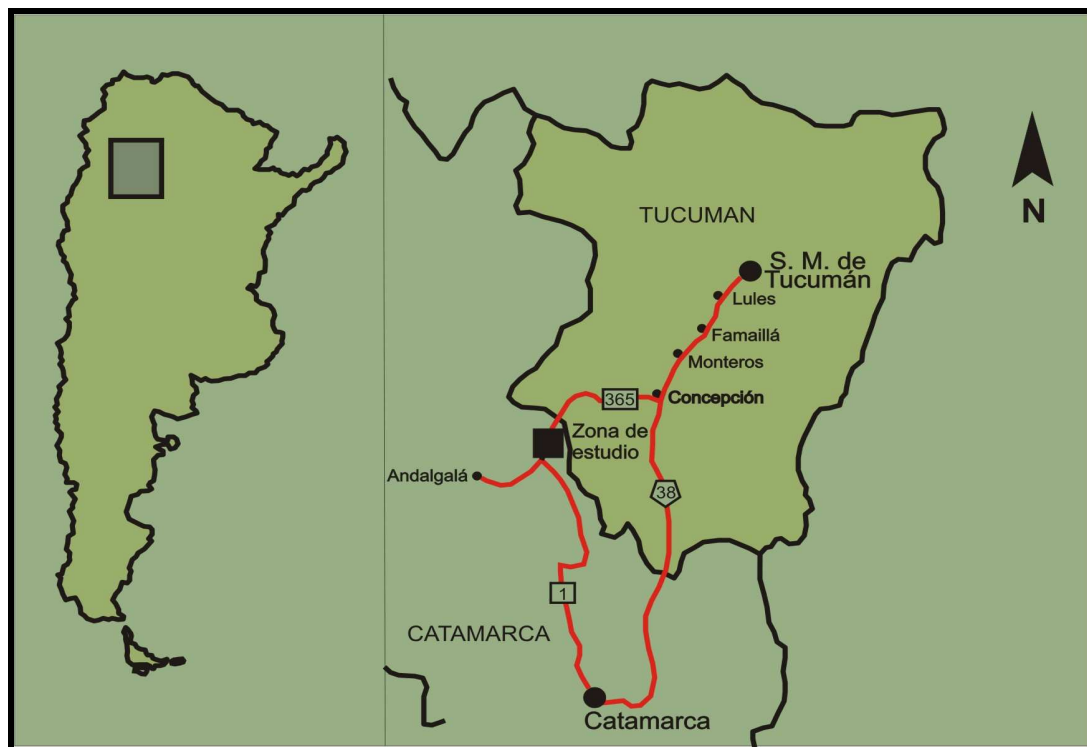 TUCUMAN
N
S. M. de
Tucumán
Lules
Famaillá
Monteros
365
Concepción
Zona de
estudio
Andalgalá
38
1
CATAMARCA
Catamarca